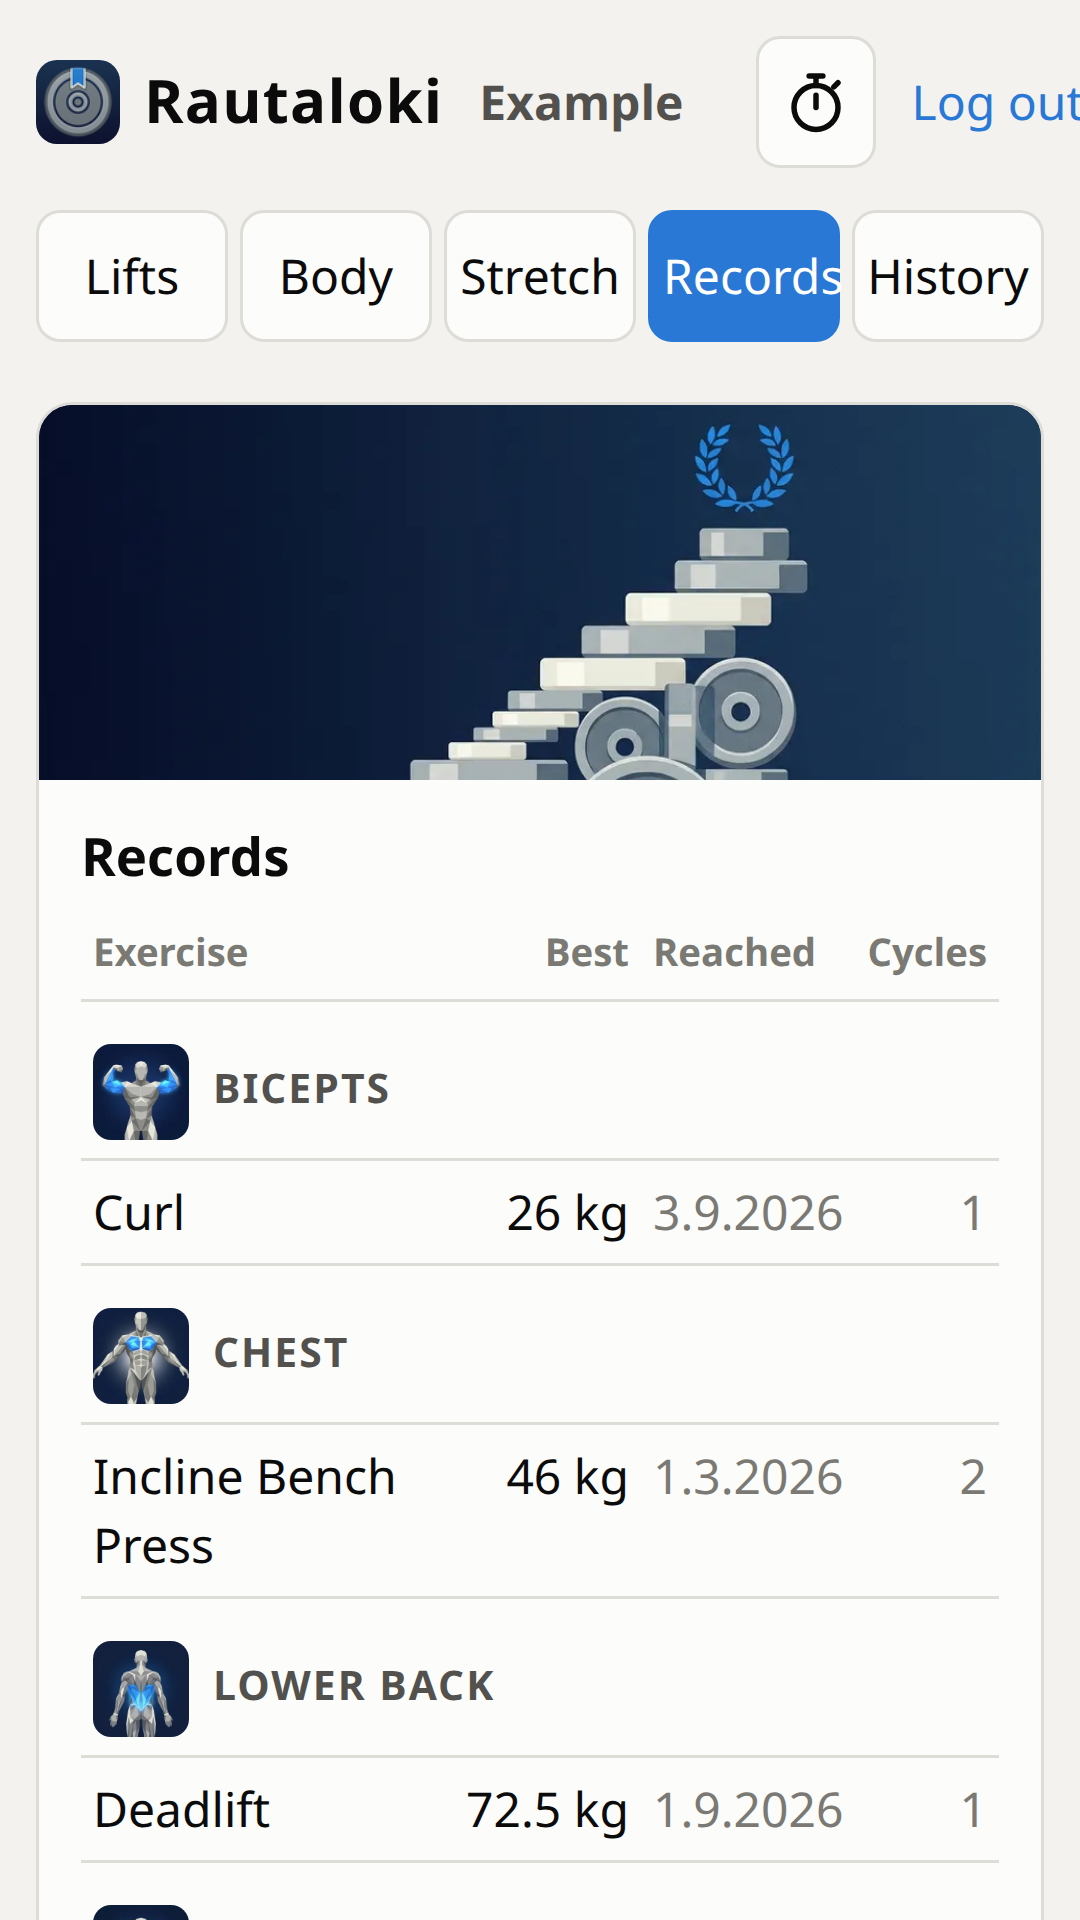 Rautaloki Example Log out
Lifts Body Stretch Records History
Records
Exercise Best Reached Cycles
BICEPTS
Curl 26 kg 3.9.2026 1
CHEST
Incline Bench Press 46 kg 1.3.2026 2
LOWER BACK
Deadlift 72.5 kg 1.9.2026 1